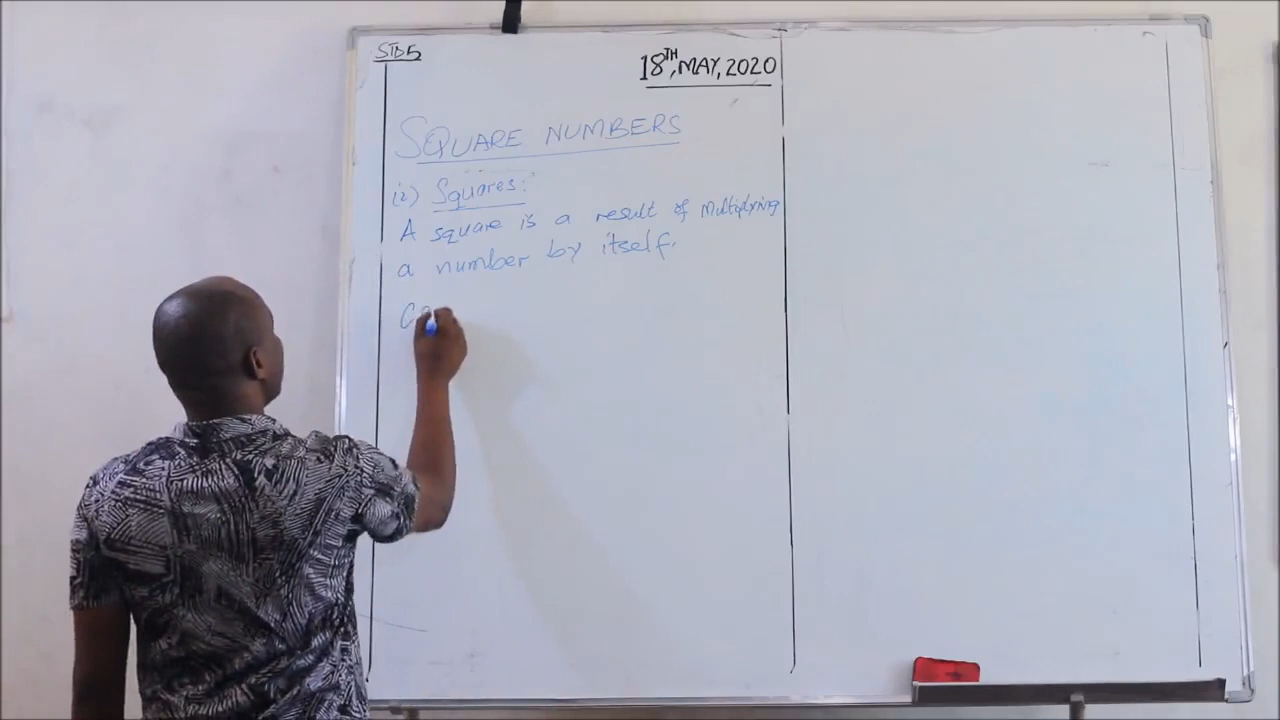 STD 5
18TH, MAY, 2020
SQUARE NUMBERS
(i) Squares:
A square is a result of multiplying
a number by itself.